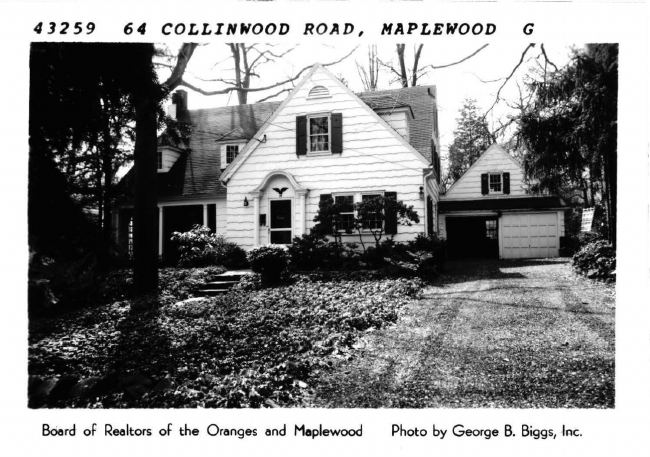 43259 64 COLLINWOOD ROAD, MAPLEWOOD G
Board of Realtors of the Oranges and Maplewood Photo by George B. Biggs, Inc.